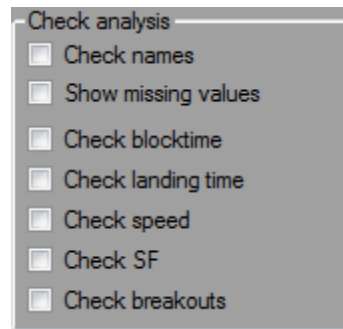 Check analysis
Check names
Show missing values
Check blocktime
Check landing time
Check speed
Check SF
Check breakouts